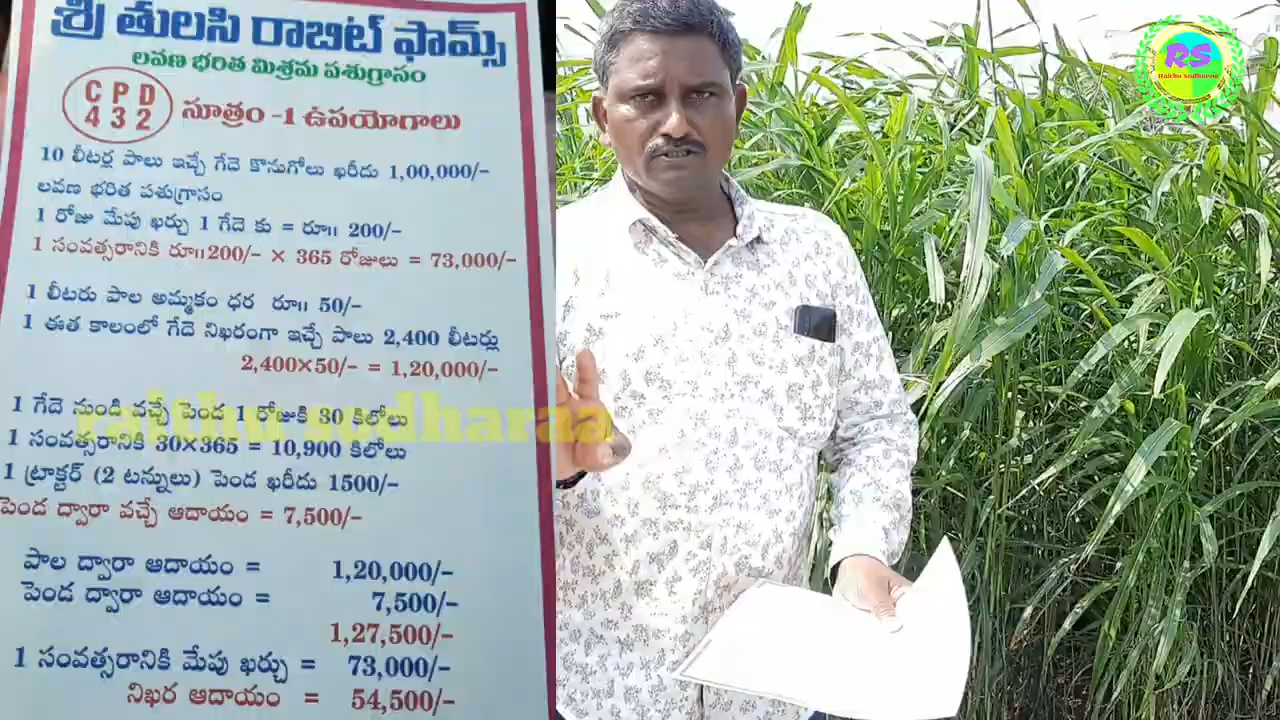 శ్రీ తులసి రాబిట్ ఫామ్స్
లవణ భరిత మిశ్రమ పశుగ్రాసం
CPD
432
సూత్రం -1 ఉపయోగాలు
10 లీటర్ల పాలు ఇచ్చే గేదె కొనుగోలు ఖరీదు 1,00,000/-
లవణ భరిత పశుగ్రాసం
1 రోజు మేపు ఖర్చు 1 గేదె కు = రూ॥ 200/-
1 సంవత్సరానికి రూ॥200/- × 365 రోజులు = 73,000/-
1 లీటరు పాల అమ్మకం ధర రూ॥ 50/-
1 ఈత కాలంలో గేదె నిఖరంగా ఇచ్చే పాలు 2,400 లీటర్లు
2,400×50/- = 1,20,000/-
1 గేదె నుండి వచ్చే పెండ 1 రోజుకి 30 కిలోలు
1 సంవత్సరానికి 30×365 = 10,900 కిలోలు
1 ట్రాక్టర్ (2 టన్నులు) పెండ ఖరీదు 1500/-
పెండ ద్వారా వచ్చే ఆదాయం = 7,500/-
పాల ద్వారా ఆదాయం = 1,20,000/-
పెండ ద్వారా ఆదాయం = 7,500/-
1,27,500/-
1 సంవత్సరానికి మేపు ఖర్చు = 73,000/-
నిఖర ఆదాయం = 54,500/-
raithu sudharaa
RS
Raithu Sudharaa